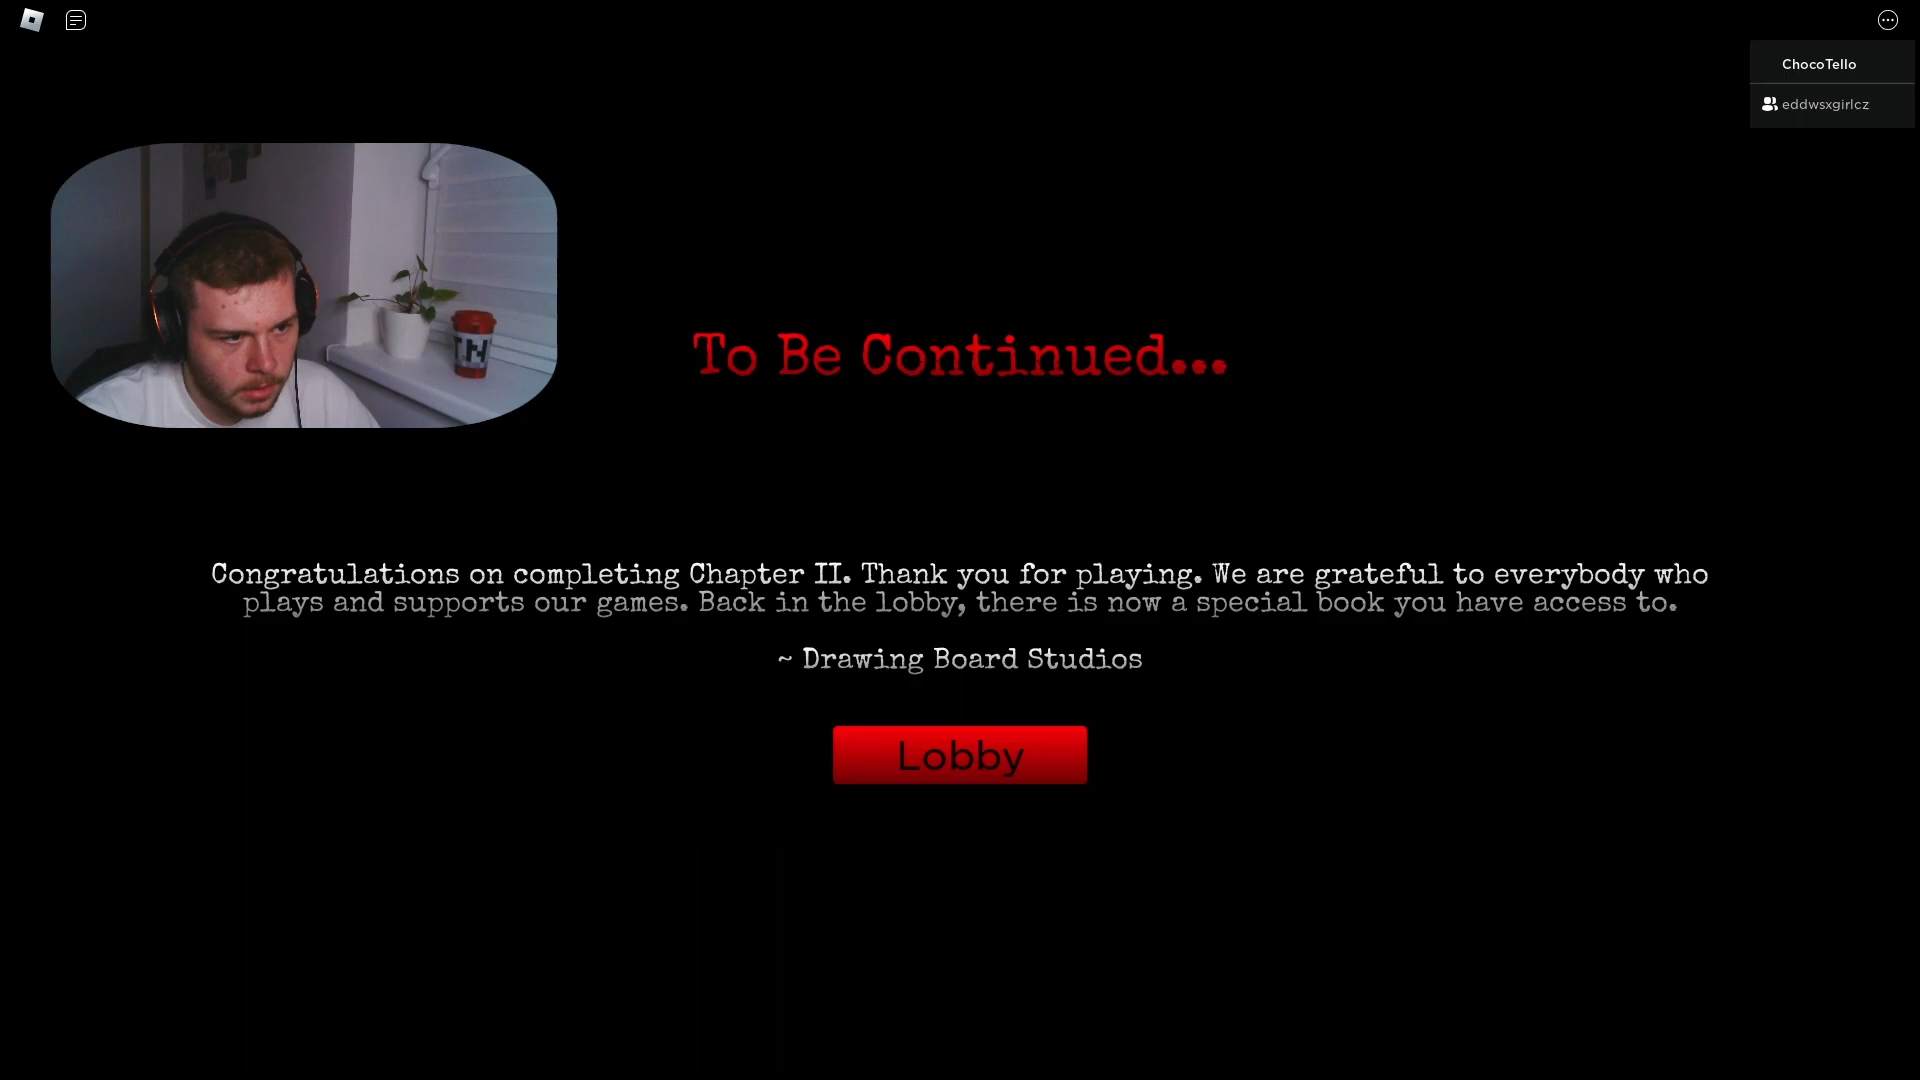 ChocoTello
eddwsxgirlcz
To Be Continued...
Congratulations on completing Chapter II. Thank you for playing. We are grateful to everybody who
plays and supports our games. Back in the lobby, there is now a special book you have access to.
~ Drawing Board Studios
Lobby